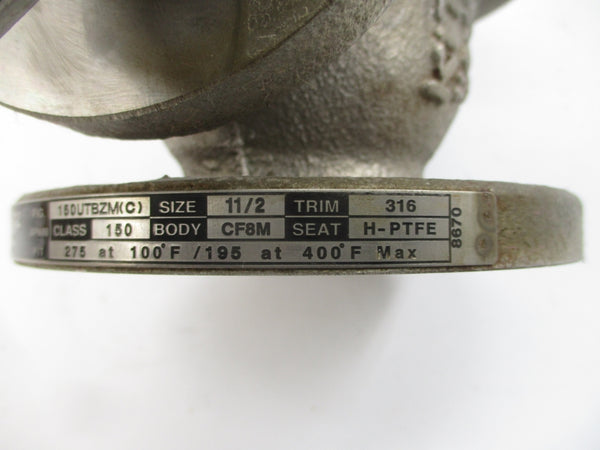 FIG. 150UTBZM(C) SIZE 11/2 TRIM 316
CLASS 150 BODY CF8M SEAT H-PTFE
275 at 100°F /195 at 400°F Max
8670